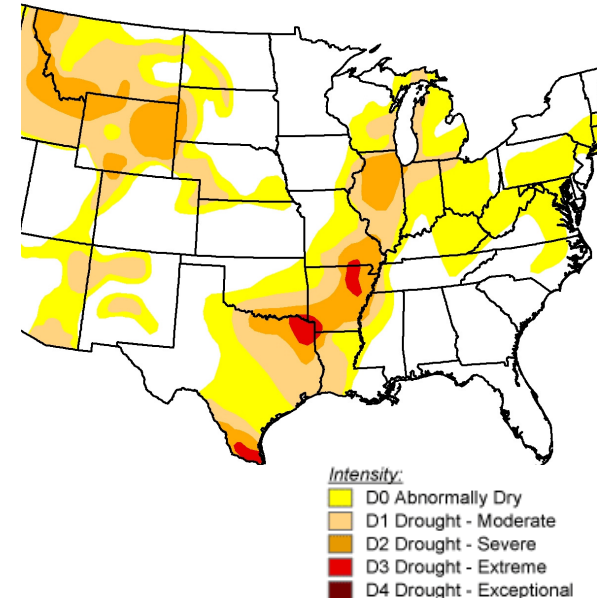 Intensity:
D0 Abnormally Dry
D1 Drought - Moderate
D2 Drought - Severe
D3 Drought - Extreme
D4 Drought - Exceptional